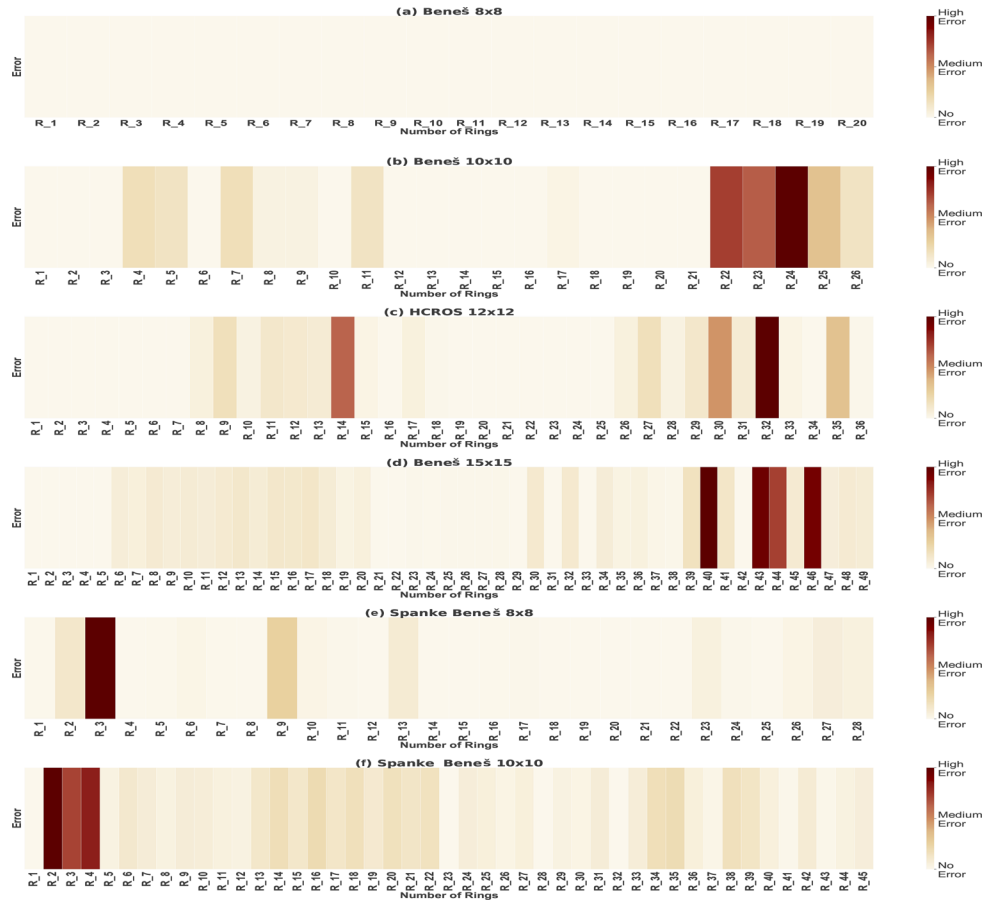 (a) Beneš 8x8
High
Error
Error
Medium
Error
No
Error
R_1 R_2 R_3 R_4 R_5 R_6 R_7 R_8 R_9 R_10 R_11 R_12 R_13 R_14 R_15 R_16 R_17 R_18 R_19 R_20
Number of Rings
(b) Beneš 10x10
High
Error
Error
Medium
Error
No
Error
R_1 R_2 R_3 R_4 R_5 R_6 R_7 R_8 R_9 R_10 R_11 R_12 R_13 R_14 R_15 R_16 R_17 R_18 R_19 R_20 R_21 R_22 R_23 R_24 R_25 R_26
Number of Rings
(c) HCROS 12x12
High
Error
Error
Medium
Error
No
Error
R_1 R_2 R_3 R_4 R_5 R_6 R_7 R_8 R_9 R_10 R_11 R_12 R_13 R_14 R_15 R_16 R_17 R_18 R_19 R_20 R_21 R_22 R_23 R_24 R_25 R_26 R_27 R_28 R_29 R_30 R_31 R_32 R_33 R_34 R_35 R_36
Number of Rings
(d) Beneš 15x15
High
Error
Error
Medium
Error
No
Error
R_1 R_2 R_3 R_4 R_5 R_6 R_7 R_8 R_9 R_10 R_11 R_12 R_13 R_14 R_15 R_16 R_17 R_18 R_19 R_20 R_21 R_22 R_23 R_24 R_25 R_26 R_27 R_28 R_29 R_30 R_31 R_32 R_33 R_34 R_35 R_36 R_37 R_38 R_39 R_40 R_41 R_42 R_43 R_44 R_45 R_46 R_47 R_48 R_49
Number of Rings
(e) Spanke Beneš 8x8
High
Error
Error
Medium
Error
No
Error
R_1 R_2 R_3 R_4 R_5 R_6 R_7 R_8 R_9 R_10 R_11 R_12 R_13 R_14 R_15 R_16 R_17 R_18 R_19 R_20 R_21 R_22 R_23 R_24 R_25 R_26 R_27 R_28
Number of Rings
(f) Spanke Beneš 10x10
High
Error
Error
Medium
Error
No
Error
R_1 R_2 R_3 R_4 R_5 R_6 R_7 R_8 R_9 R_10 R_11 R_12 R_13 R_14 R_15 R_16 R_17 R_18 R_19 R_20 R_21 R_22 R_23 R_24 R_25 R_26 R_27 R_28 R_29 R_30 R_31 R_32 R_33 R_34 R_35 R_36 R_37 R_38 R_39 R_40 R_41 R_42 R_43 R_44 R_45
Number of Rings